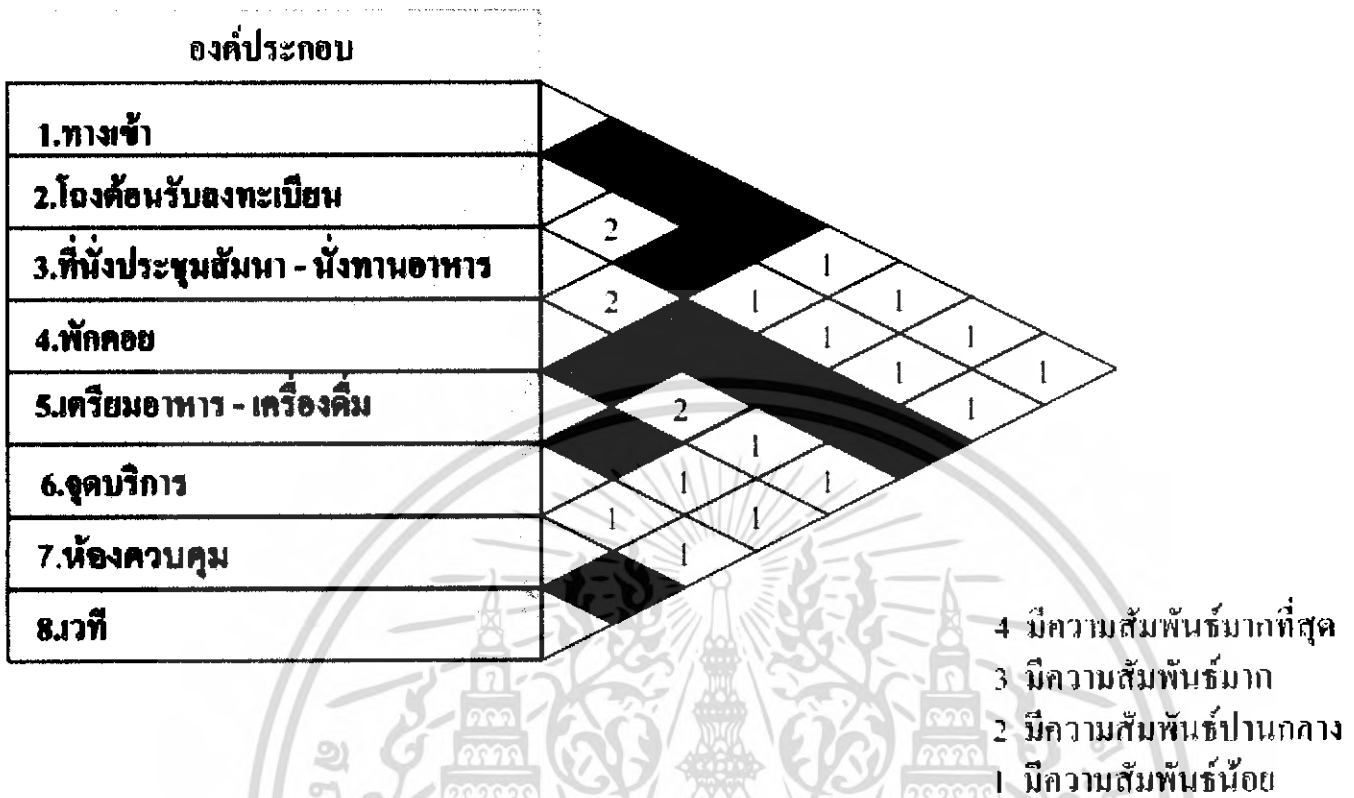 องค์ประกอบ
1.ทางเข้า
2.โถงต้อนรับลงทะเบียน
2
3.ที่นั่งประชุมสัมนา - นั่งทานอาหาร
1
2 1 1
4.พักคอย
1 1
1 1
5.เตรียมอาหาร - เครื่องดื่ม
2 1
1
6.จุดบริการ
1 1
1 1
7.ห้องควบคุม
1
8.เวที
4 มีความสัมพันธ์มากที่สุด
3 มีความสัมพันธ์มาก
2 มีความสัมพันธ์ปานกลาง
1 มีความสัมพันธ์น้อย